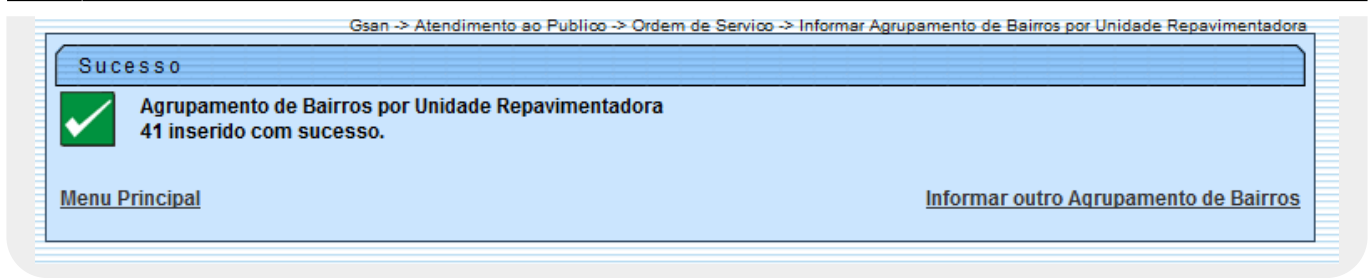 Gsan -> Atendimento ao Publico -> Ordem de Servico -> Informar Agrupamento de Bairros por Unidade Repavimentadora
Sucesso
Agrupamento de Bairros por Unidade Repavimentadora
41 inserido com sucesso.
Menu Principal
Informar outro Agrupamento de Bairros